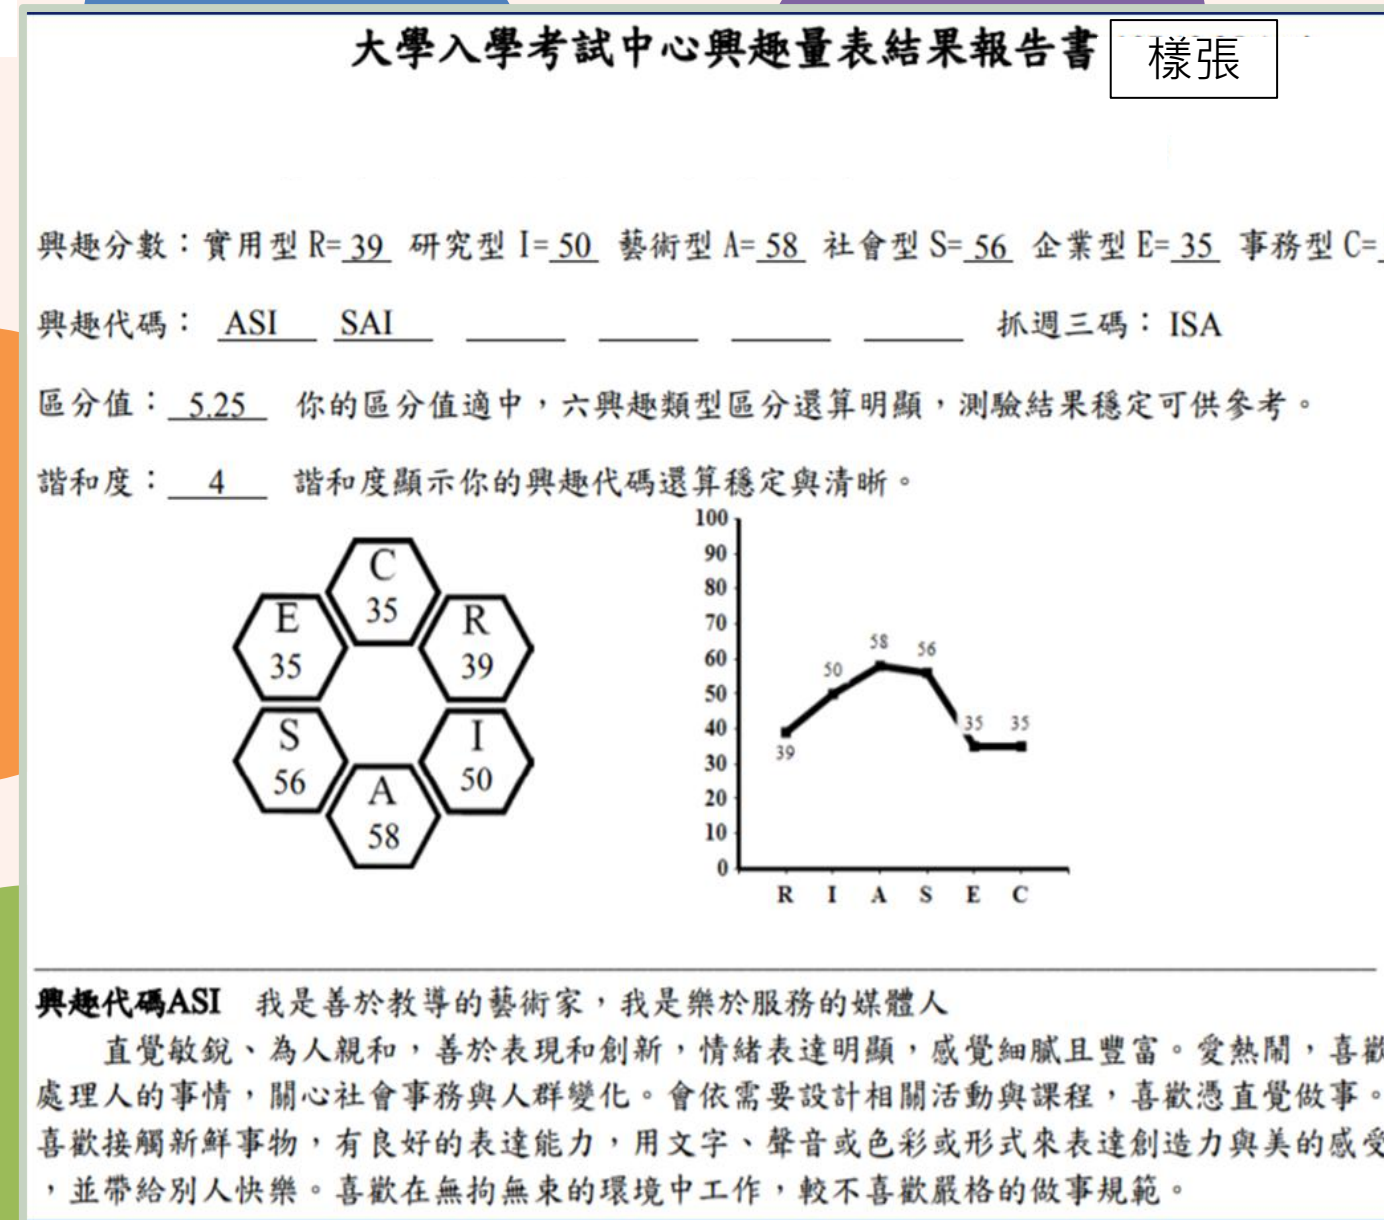 大學入學考試中心興趣量表結果報告書 樣張
興趣分數：實用型 R= 39 研究型 I= 50 藝術型 A= 58 社會型 S= 56 企業型 E= 35 事務型 C=
興趣代碼： ASI SAI 抓週三碼： ISA
區分值： 5.25 你的區分值適中，六興趣類型區分還算明顯，測驗結果穩定可供參考。
諧和度： 4 諧和度顯示你的興趣代碼還算穩定與清晰。
C
35
E
35
R
39
S
56
I
50
A
58
100
90
80
70
60
50
40
30
20
10
0
39
50
58
56
35
35
R I A S E C
興趣代碼ASI 我是善於教導的藝術家，我是樂於服務的媒體人
直覺敏銳、為人親和，善於表現和創新，情緒表達明顯，感覺細膩且豐富。愛熱鬧，喜歡
處理人的事情，關心社會事務與人群變化。會依需要設計相關活動與課程，喜歡憑直覺做事。
喜歡接觸新鮮事物，有良好的表達能力，用文字、聲音或色彩或形式來表達創造力與美的感受
，並帶給別人快樂。喜歡在無拘無束的環境中工作，較不喜歡嚴格的做事規範。